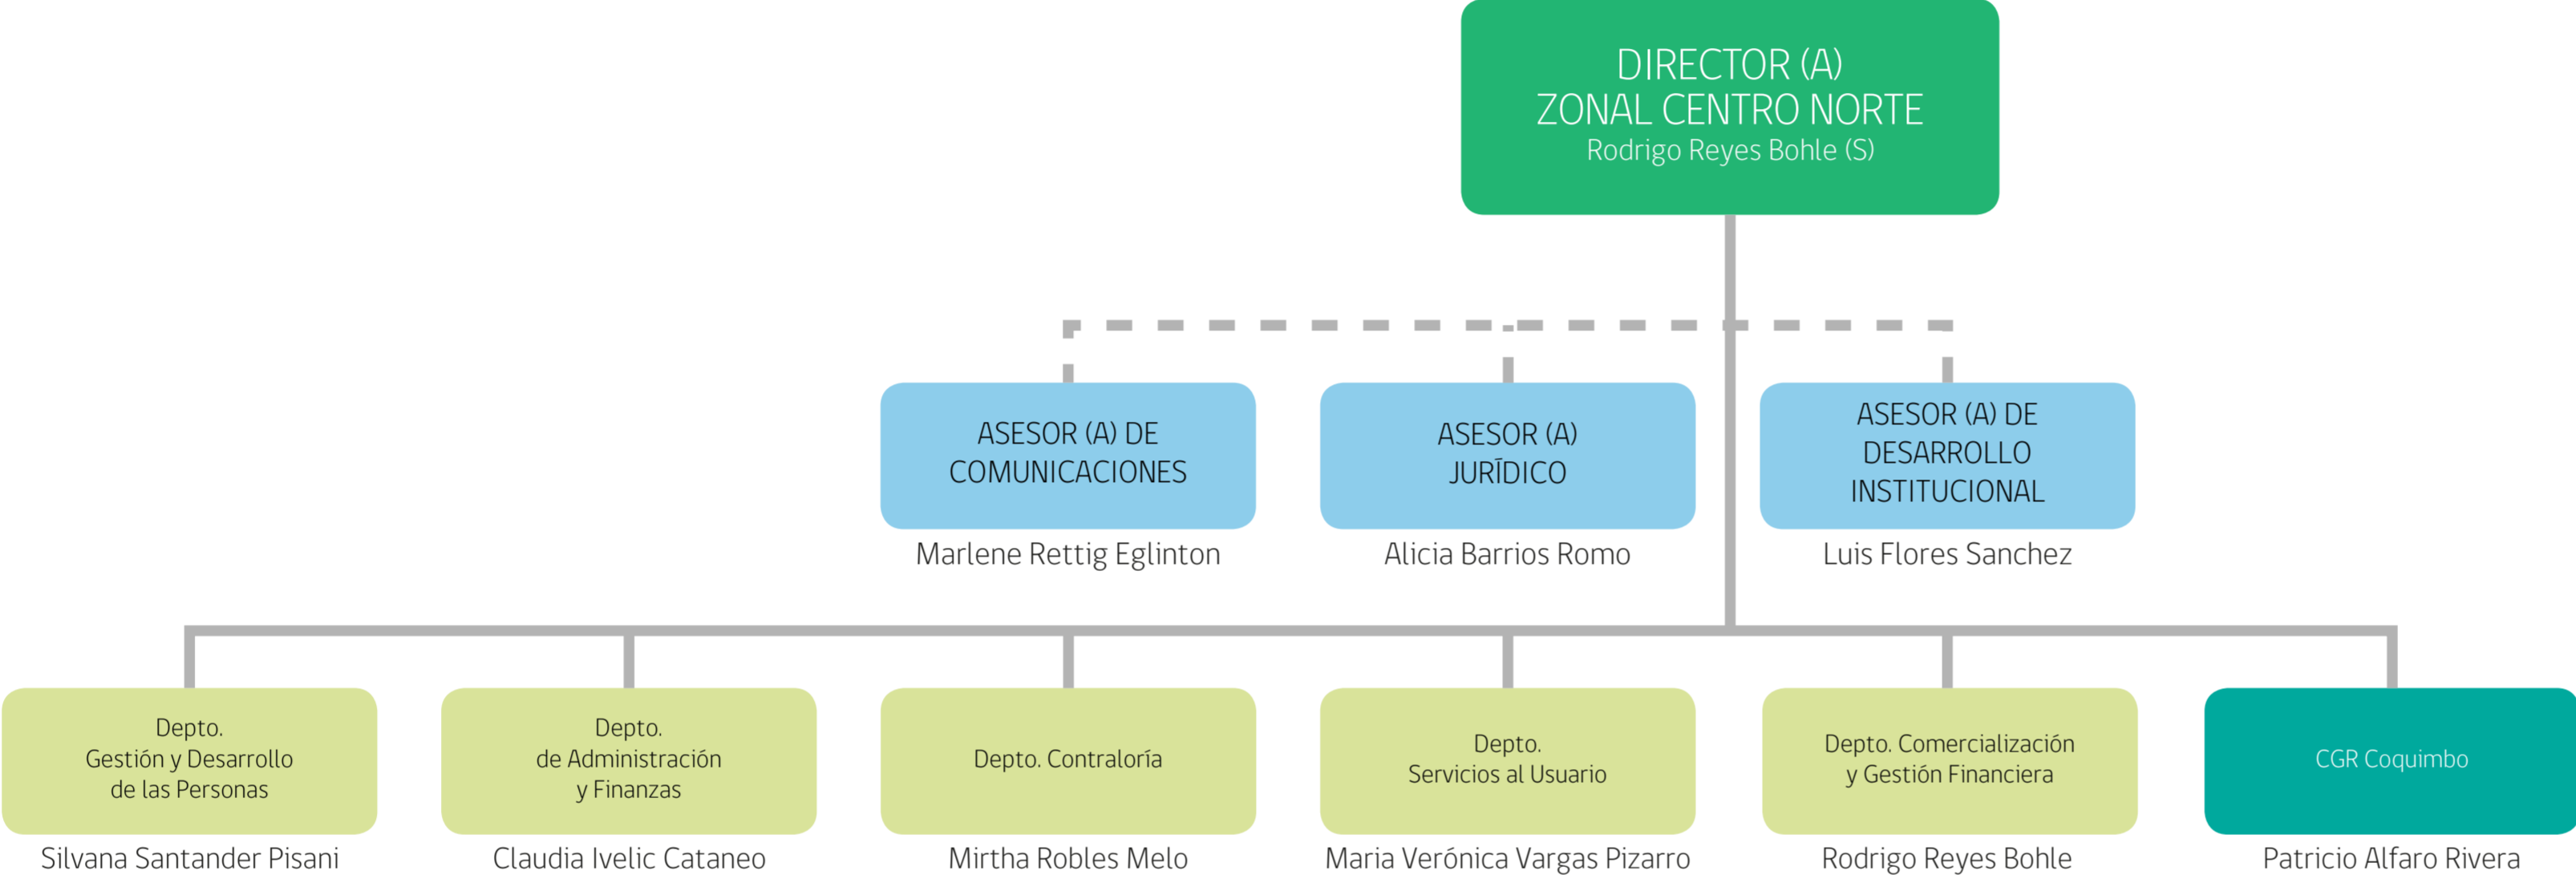 DIRECTOR (A)
ZONAL CENTRO NORTE
Rodrigo Reyes Bohle (S)
ASESOR (A) DE
COMUNICACIONES
Marlene Rettig Eglinton
ASESOR (A)
JURÍDICO
Alicia Barrios Romo
ASESOR (A) DE
DESARROLLO
INSTITUCIONAL
Luis Flores Sanchez
Depto.
Gestión y Desarrollo
de las Personas
Silvana Santander Pisani
Depto.
de Administración
y Finanzas
Claudia Ivelic Cataneo
Depto. Contraloría
Mirtha Robles Melo
Depto.
Servicios al Usuario
Maria Verónica Vargas Pizarro
Depto. Comercialización
y Gestión Financiera
Rodrigo Reyes Bohle
CGR Coquimbo
Patricio Alfaro Rivera